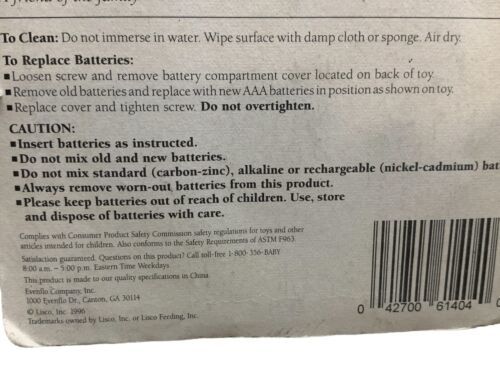 A friend of the family
To Clean: Do not immerse in water. Wipe surface with damp cloth or sponge. Air dry.
To Replace Batteries:
▪Loosen screw and remove battery compartment cover located on back of toy.
▪Remove old batteries and replace with new AAA batteries in position as shown on toy.
▪Replace cover and tighten screw. Do not overtighten.
CAUTION:
▪Insert batteries as instructed.
▪Do not mix old and new batteries.
▪Do not mix standard (carbon-zinc), alkaline or rechargeable (nickel-cadmium) bat
▪Always remove worn-out batteries from this product.
▪Please keep batteries out of reach of children. Use, store
and dispose of batteries with care.
Complies with Consumer Product Safety Commission safety regulations for toys and other
articles intended for children. Also conforms to the Safety Requirements of ASTM F963.
Satisfaction guaranteed. Questions on this product? Call toll-free 1-800-356-BABY
8:00 a.m. - 5:00 p.m. Eastern Time Weekdays
This product is made to our quality specifications in China.
Evenflo Company, Inc.
1000 Evenflo Dr., Canton, GA 30114
© Lisco, Inc. 1996
Trademarks owned by Lisco, Inc. or Lisco Feeding, Inc.
0 42700 61404 0